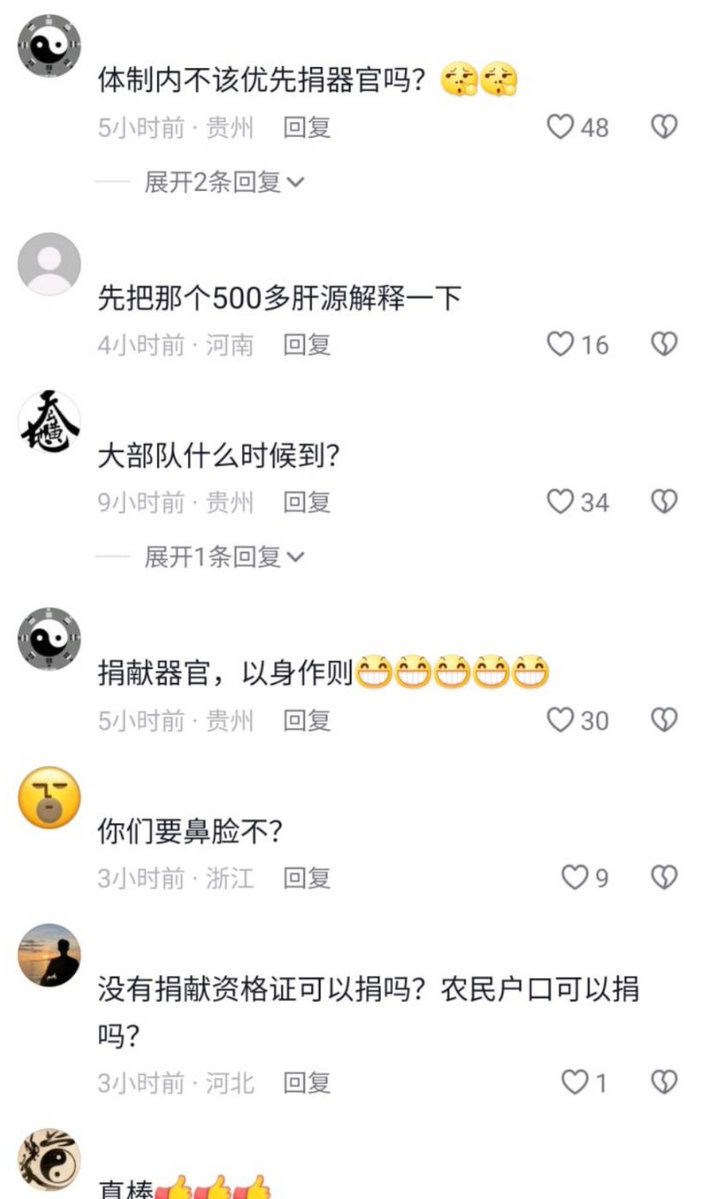 体制内不该优先捐器官吗？
5小时前 · 贵州 回复 48
展开2条回复
先把那个500多肝源解释一下
4小时前 · 河南 回复 16
大部队什么时候到？
9小时前 · 贵州 回复 34
展开1条回复
捐献器官，以身作则
5小时前 · 贵州 回复 30
你们要鼻脸不？
3小时前 · 浙江 回复 9
没有捐献资格证可以捐吗？农民户口可以捐
吗？
3小时前 · 河北 回复 1
真棒